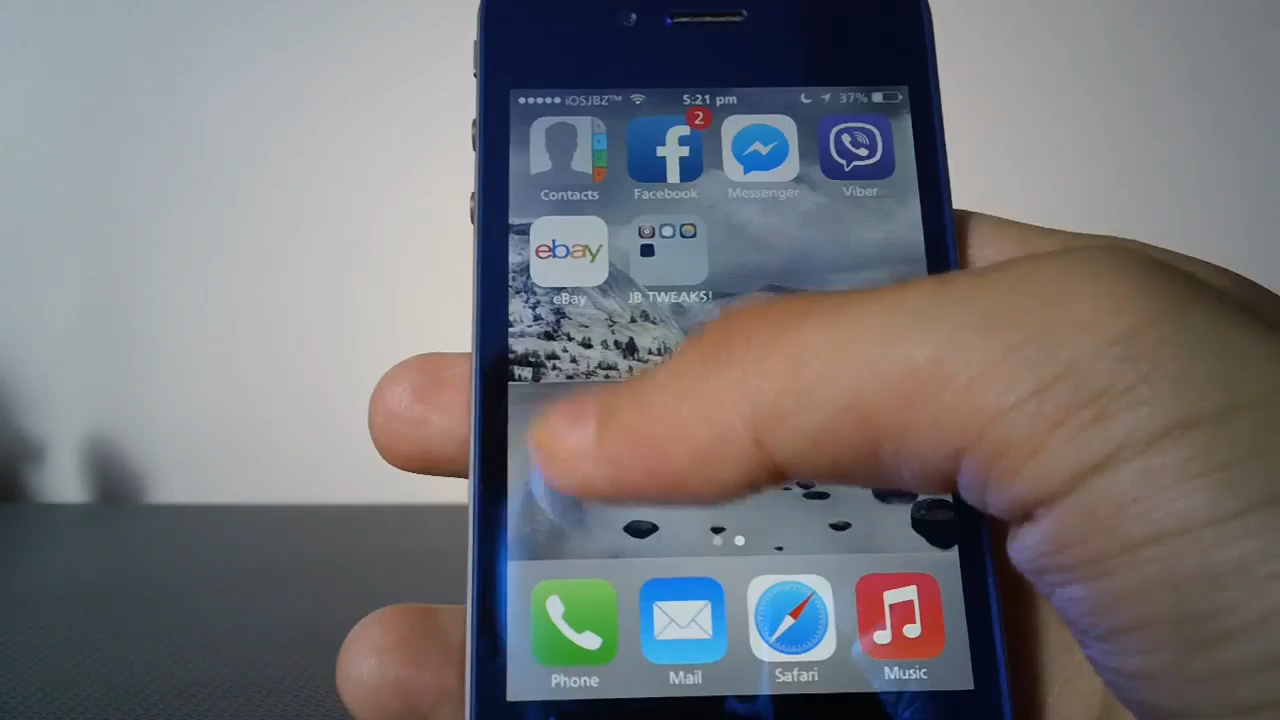 iOSJBZ™ 5:21 pm 37%
2
Contacts Facebook Messenger Viber
ebay
eBay JB TWEAKS!
Phone Mail Safari Music